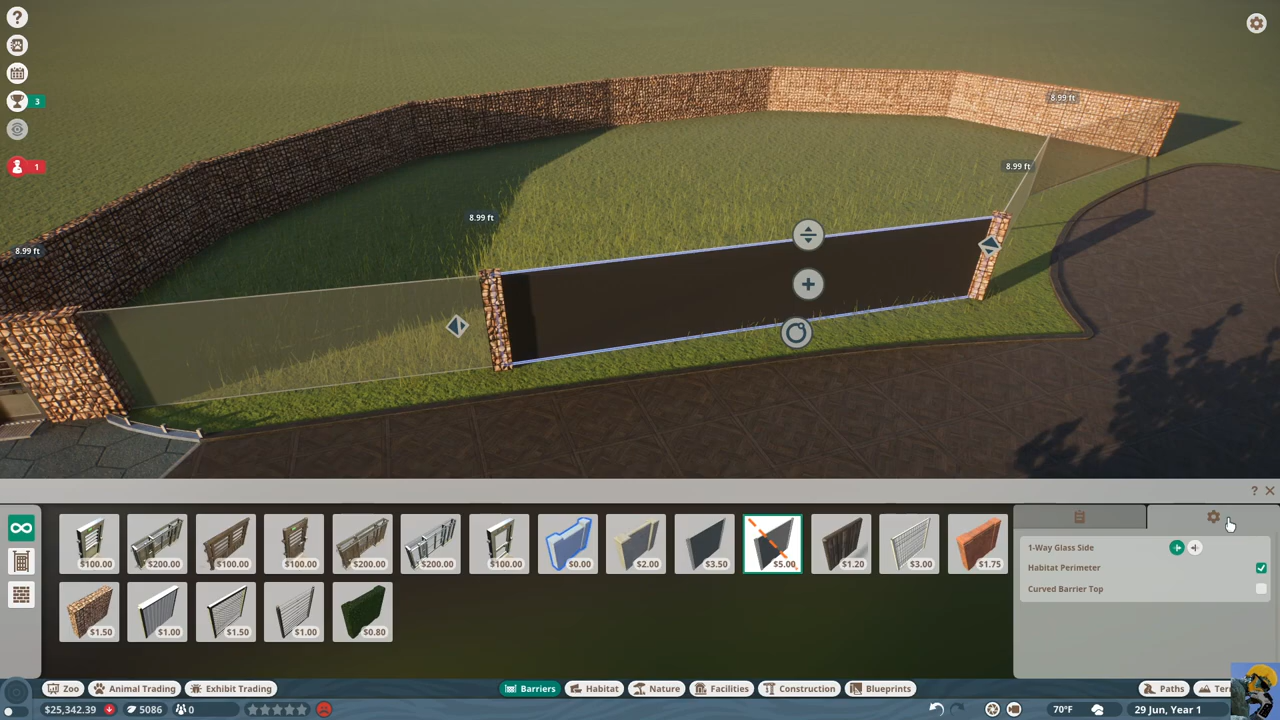 ?
3
1
8.99 ft
8.99 ft
8.99 ft
8.99 ft
? ✕
$100.00 $200.00 $100.00 $100.00 $200.00 $200.00 $100.00 $0.00 $2.00 $3.50 $5.00 $1.20 $3.00 $1.75
$1.50 $1.00 $1.50 $1.00 $0.80
1-Way Glass Side
Habitat Perimeter
Curved Barrier Top
Zoo Animal Trading Exhibit Trading Barriers Habitat Nature Facilities Construction Blueprints Paths
$25,342.39 5086 0 70°F 29 Jun, Year 1